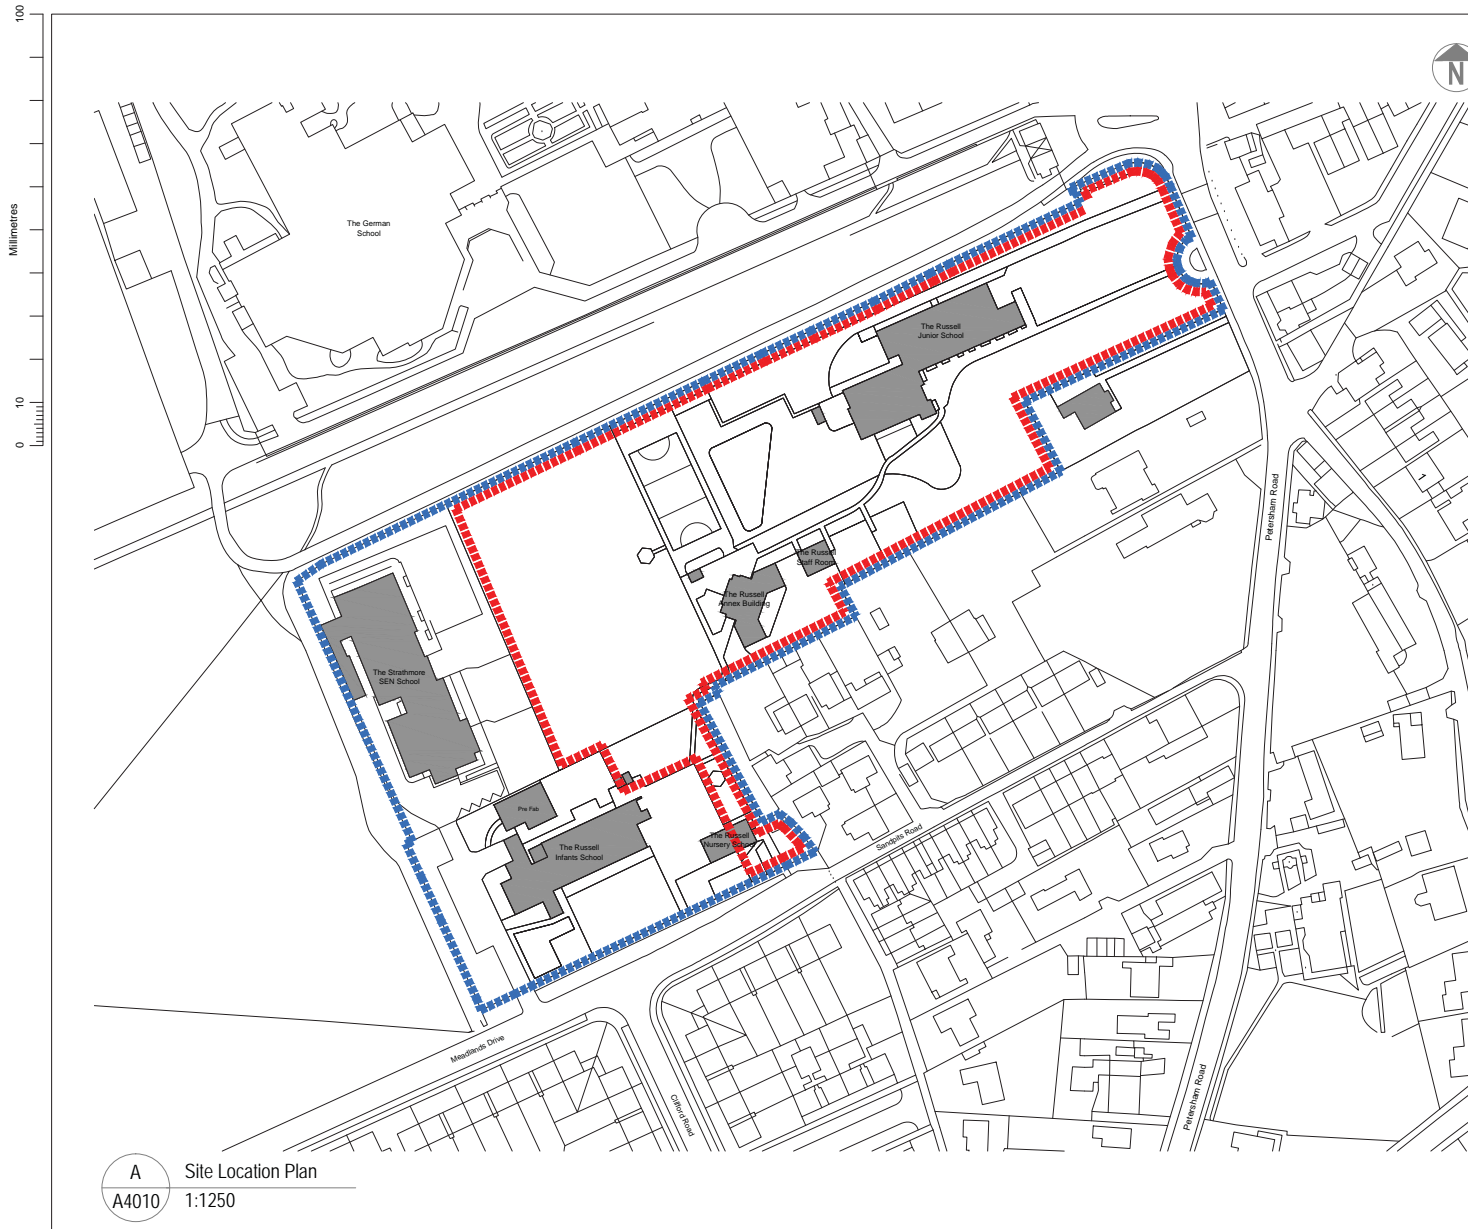 100
Millimetres
10
0
N
The German
School
The Russell
Junior School
The Russell
Staff Room
The Russell
Annex Building
The Strathmore
SEN School
Pre Fab
The Russell
Infants School
The Russell
Nursery School
Petersham Road
Sandpits Road
Meadlands Drive
Clifford Road
Petersham Road
A
A4010
Site Location Plan
1:1250